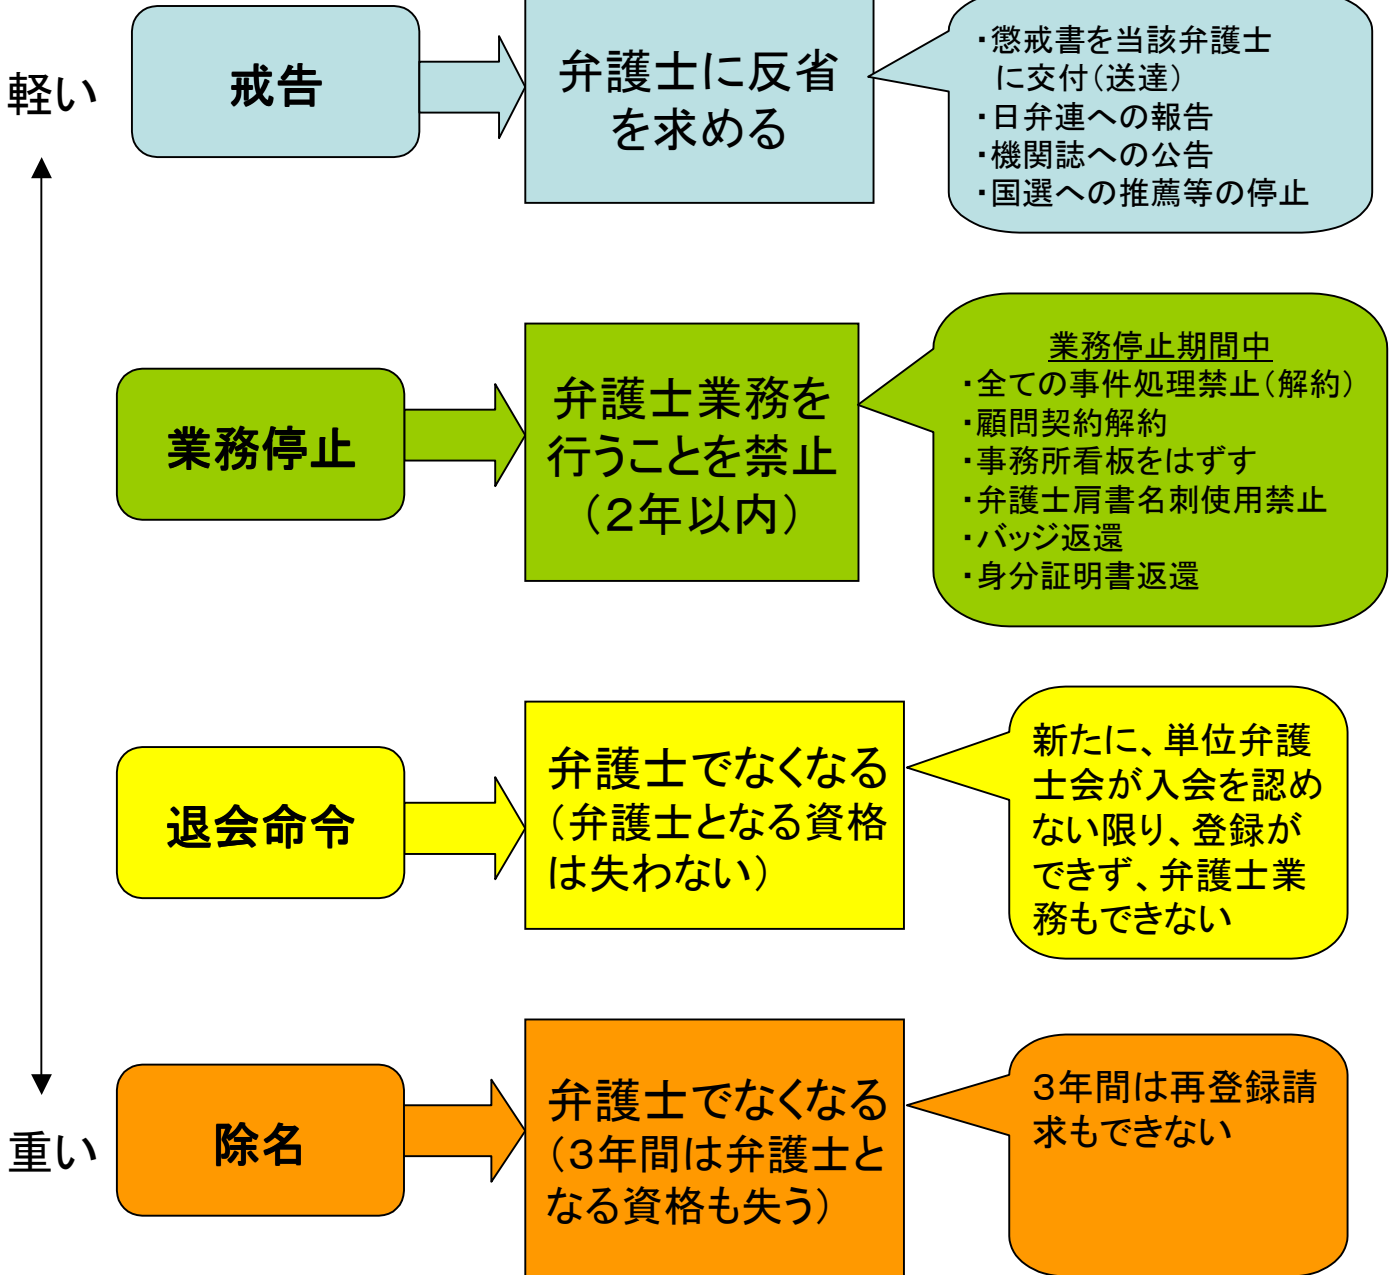 軽い
戒告
弁護士に反省
を求める
・懲戒書を当該弁護士
に交付（送達）
・日弁連への報告
・機関誌への公告
・国選への推薦等の停止
業務停止
弁護士業務を
行うことを禁止
（２年以内）
業務停止期間中
・全ての事件処理禁止（解約）
・顧問契約解約
・事務所看板をはずす
・弁護士肩書名刺使用禁止
・バッジ返還
・身分証明書返還
退会命令
弁護士でなくなる
（弁護士となる資格
は失わない）
新たに、単位弁護
士会が入会を認め
ない限り、登録が
できず、弁護士業
務もできない
重い
除名
弁護士でなくなる
（３年間は弁護士と
なる資格も失う）
３年間は再登録請
求もできない